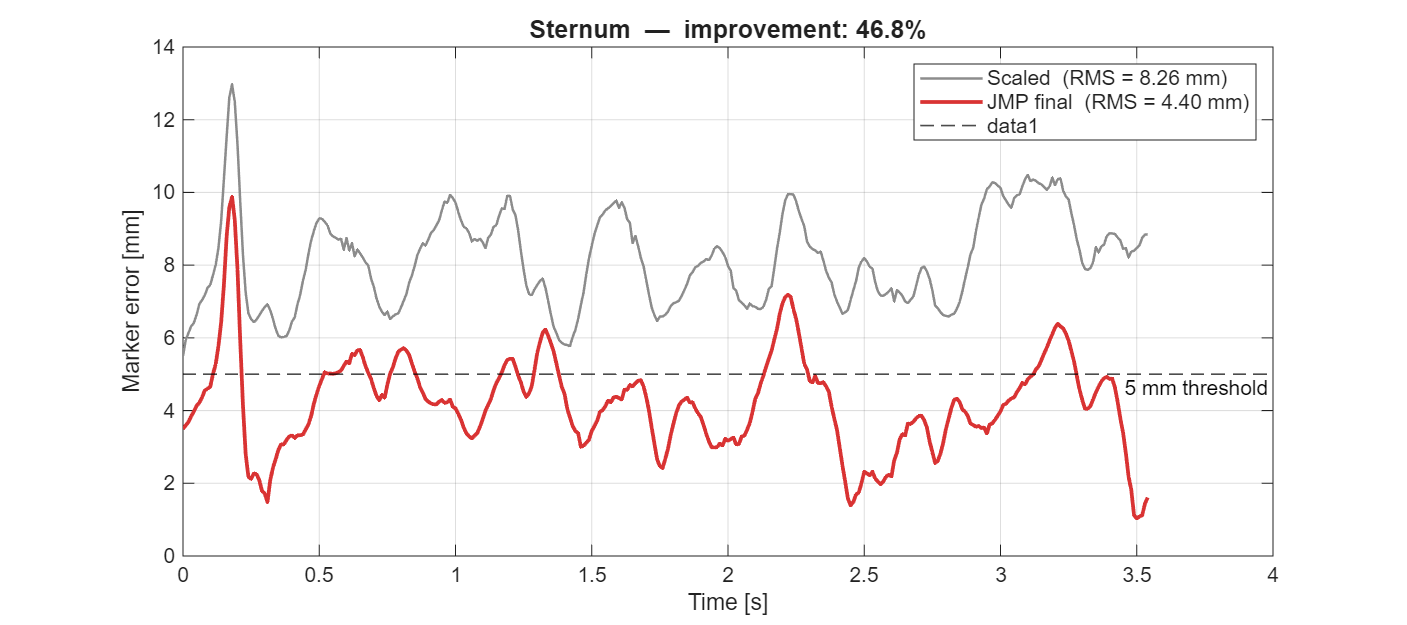 Sternum — improvement: 46.8%
Scaled (RMS = 8.26 mm)
JMP final (RMS = 4.40 mm)
data1
5 mm threshold
Marker error [mm]
14
12
10
8
6
4
2
0
0 0.5 1 1.5 2 2.5 3 3.5 4
Time [s]